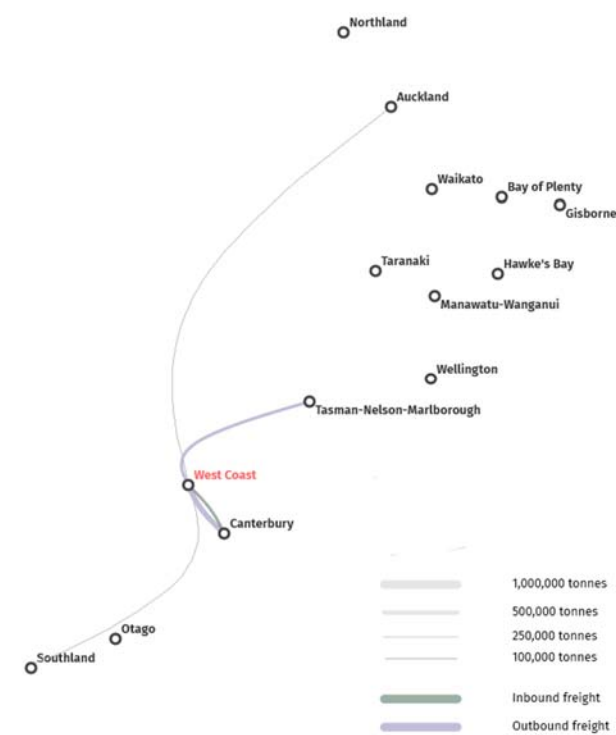 Northland
Auckland
Waikato
Bay of Plenty
Gisborne
Taranaki
Hawke's Bay
Manawatu-Wanganui
Wellington
Tasman-Nelson-Marlborough
West Coast
Canterbury
1,000,000 tonnes
500,000 tonnes
250,000 tonnes
Otago
100,000 tonnes
Southland
Inbound freight
Outbound freight